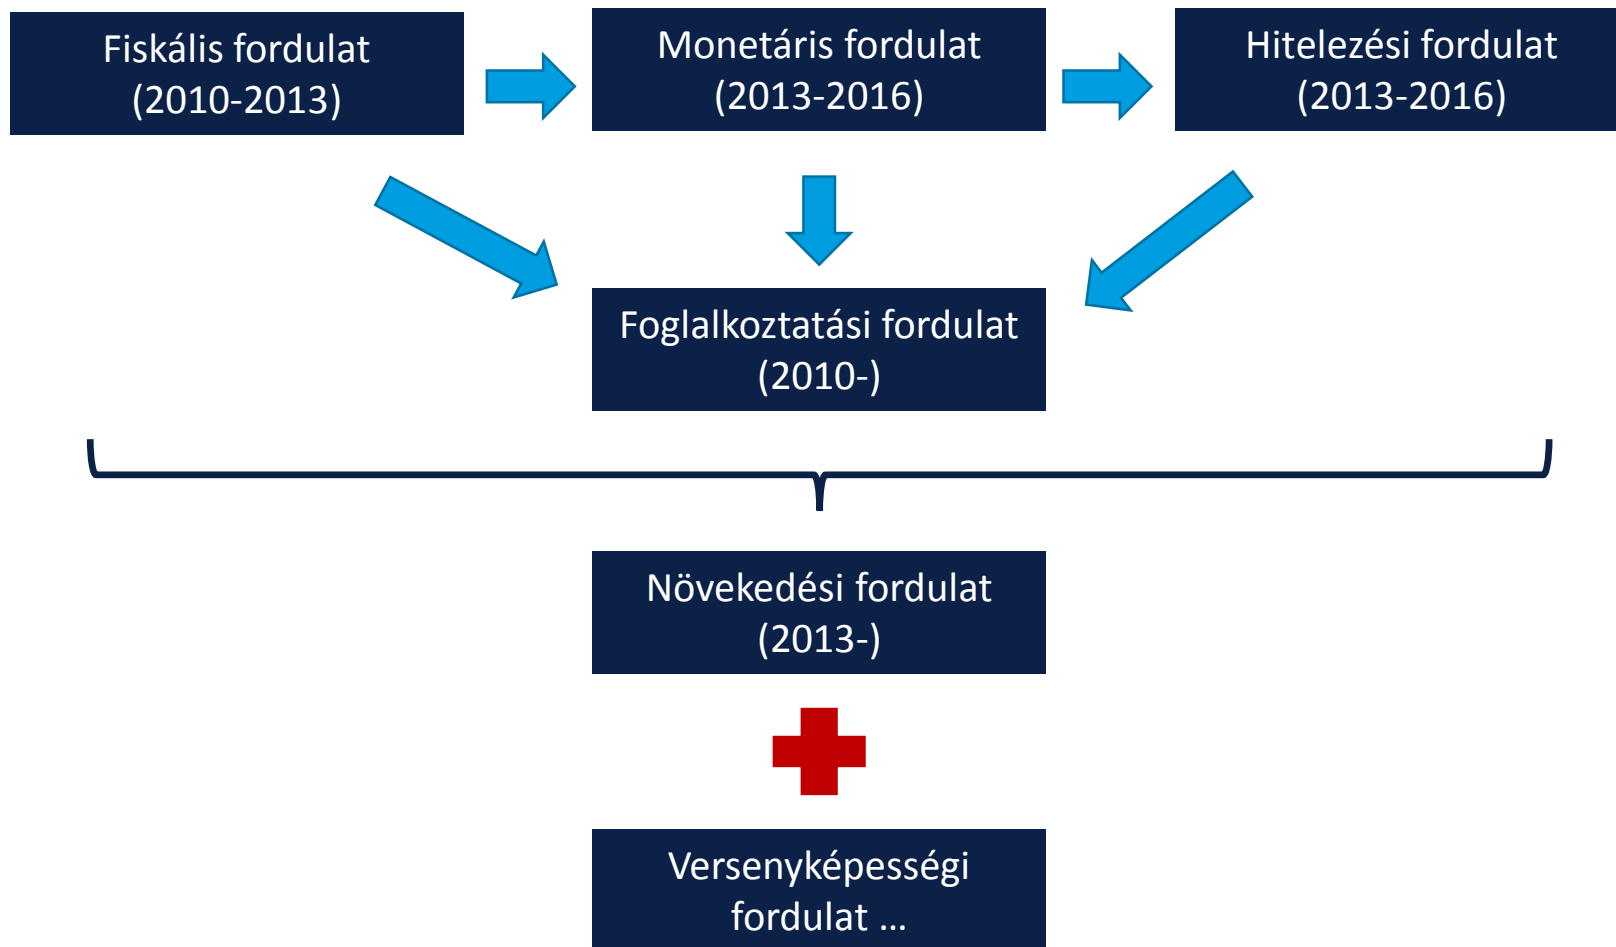 Fiskális fordulat
(2010-2013)
Monetáris fordulat
(2013-2016)
Hitelezési fordulat
(2013-2016)
Foglalkoztatási fordulat
(2010-)
Növekedési fordulat
(2013-)
Versenyképességi
fordulat ...